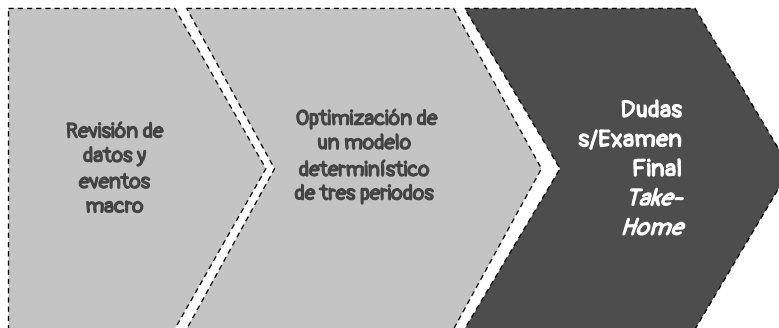 Revisión de
datos y
eventos
macro
Optimización de
un modelo
determinístico
de tres periodos
Dudas
s/Examen
Final
Take-
Home